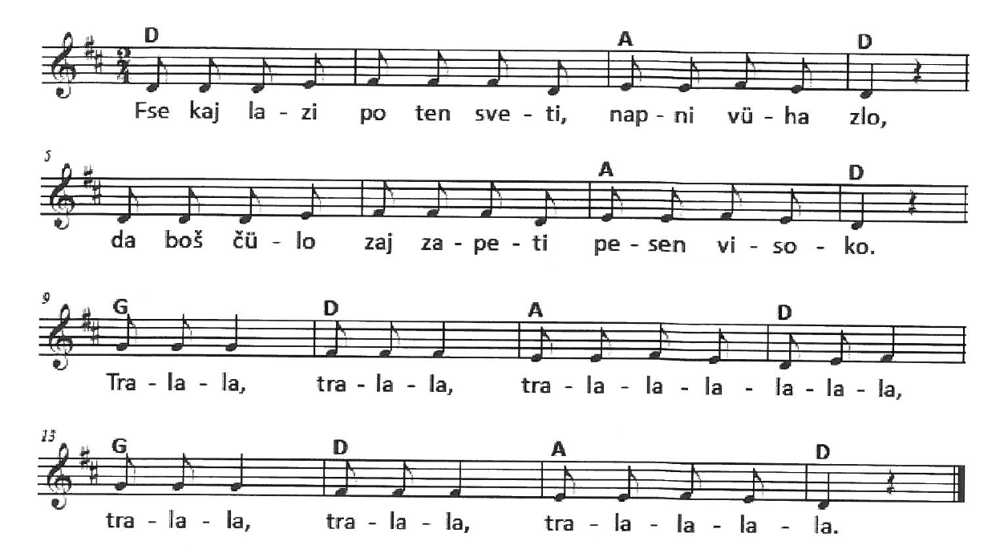 D A D
2 4
Fse kaj la - zi po ten sve - ti, nap - ni vü - ha zlo,
5
A D
da boš čü - lo zaj za - pe - ti pe - sen vi - so - ko.
9
G D A D
Tra - la - la, tra - la - la, tra - la - la - la - la - la - la,
13
G D A D
tra - la - la, tra - la - la, tra - la - la - la - la.